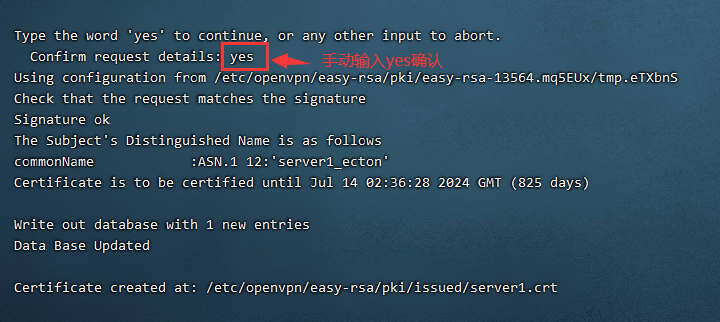 Type the word 'yes' to continue, or any other input to abort.
  Confirm request details: yes 手动输入yes确认
Using configuration from /etc/openvpn/easy-rsa/pki/easy-rsa-13564.mq5EUx/tmp.eTXbnS
Check that the request matches the signature
Signature ok
The Subject's Distinguished Name is as follows
commonName            :ASN.1 12:'server1_ecton'
Certificate is to be certified until Jul 14 02:36:28 2024 GMT (825 days)
Write out database with 1 new entries
Data Base Updated
Certificate created at: /etc/openvpn/easy-rsa/pki/issued/server1.crt